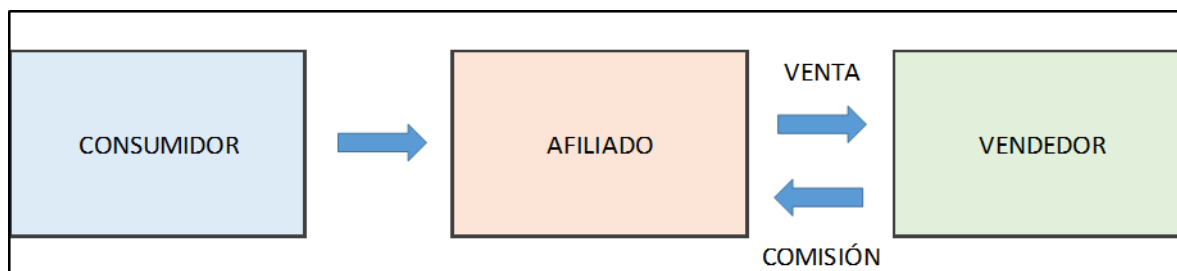 CONSUMIDOR
AFILIADO
VENTA
COMISIÓN
VENDEDOR